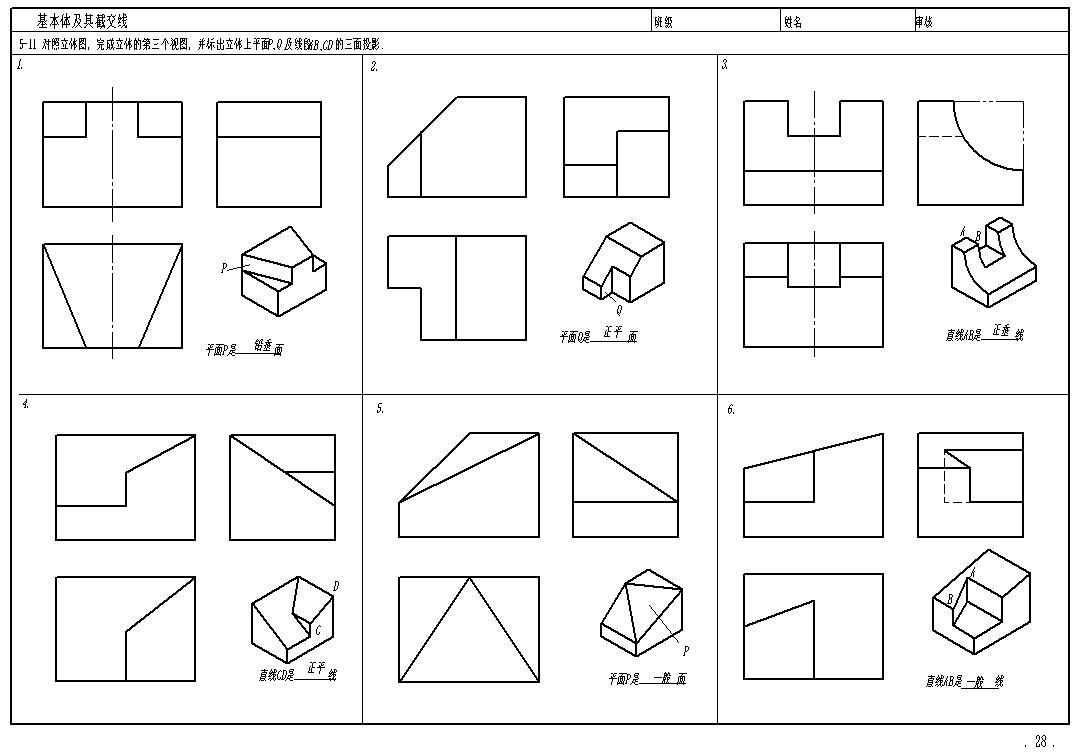 基本体及其截交线 班级 姓名 审核
5-11 对照立体图，完成立体的第三个视图，并标出立体上平面P、Q及线段AB、CD的三面投影.
1.
P
平面P是 铅垂 面
2.
Q
平面Q是 正平 面
3.
A
B
直线AB是 正垂 线
4.
D
C
直线CD是 正平 线
5.
P
平面P是 一般 面
6.
A
B
直线AB是 一般 线
. 28 .